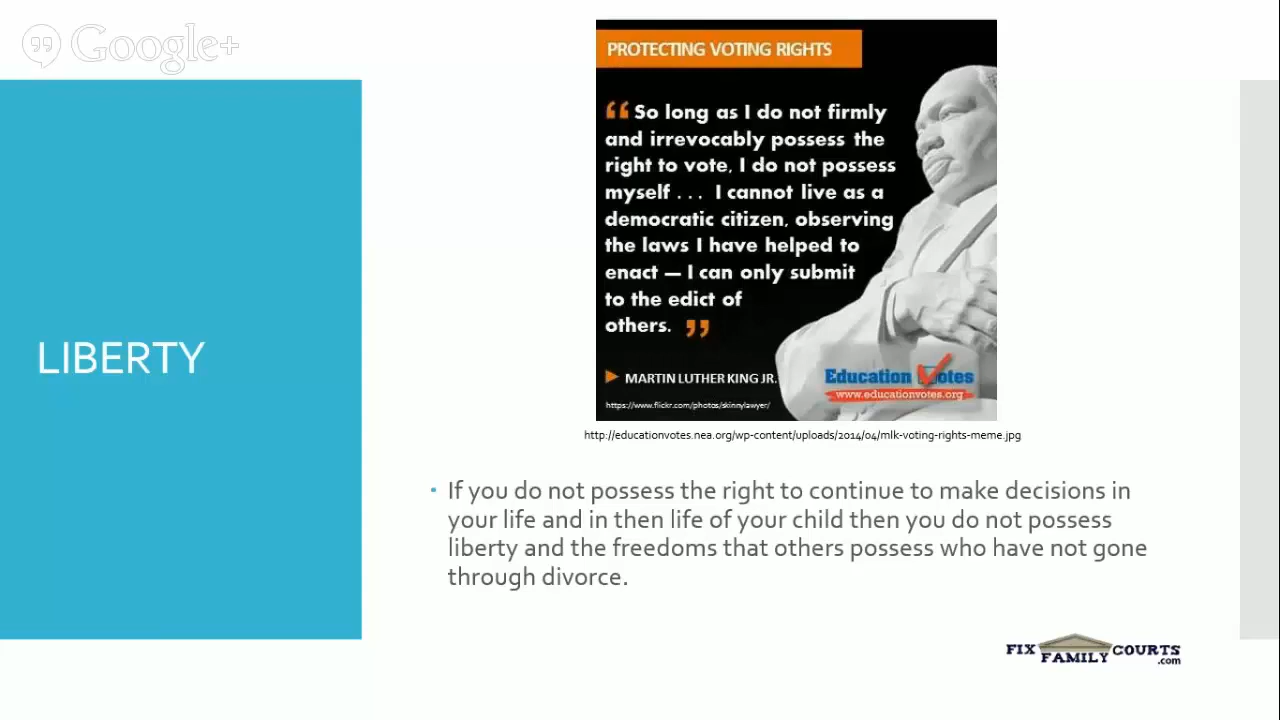 Google+
PROTECTING VOTING RIGHTS
“ So long as I do not firmly
and irrevocably possess the
right to vote, I do not possess
myself . . . I cannot live as a
democratic citizen, observing
the laws I have helped to
enact — I can only submit
to the edict of
others. ”
MARTIN LUTHER KING JR.
https://www.flickr.com/photos/skinnylawyer/
Education Votes
www.educationvotes.org
http://educationvotes.nea.org/wp-content/uploads/2014/04/mlk-voting-rights-meme.jpg
LIBERTY
• If you do not possess the right to continue to make decisions in
your life and in then life of your child then you do not possess
liberty and the freedoms that others possess who have not gone
through divorce.
FIX FAMILY COURTS
.com